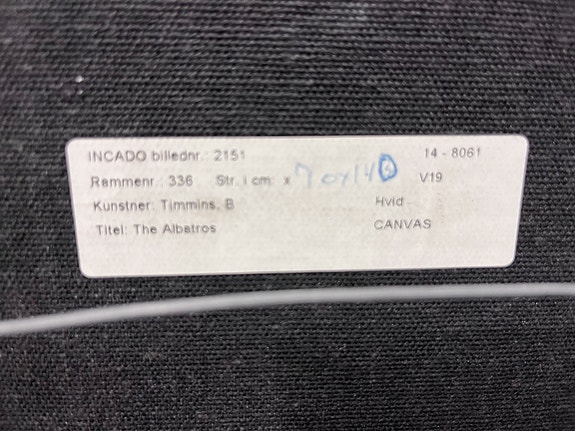 INCADO billednr.: 2151 14 - 8061
Rammenr.: 336 Str. i cm: x 70x140 V19
Kunstner: Timmins, B Hvid
Titel: The Albatros CANVAS